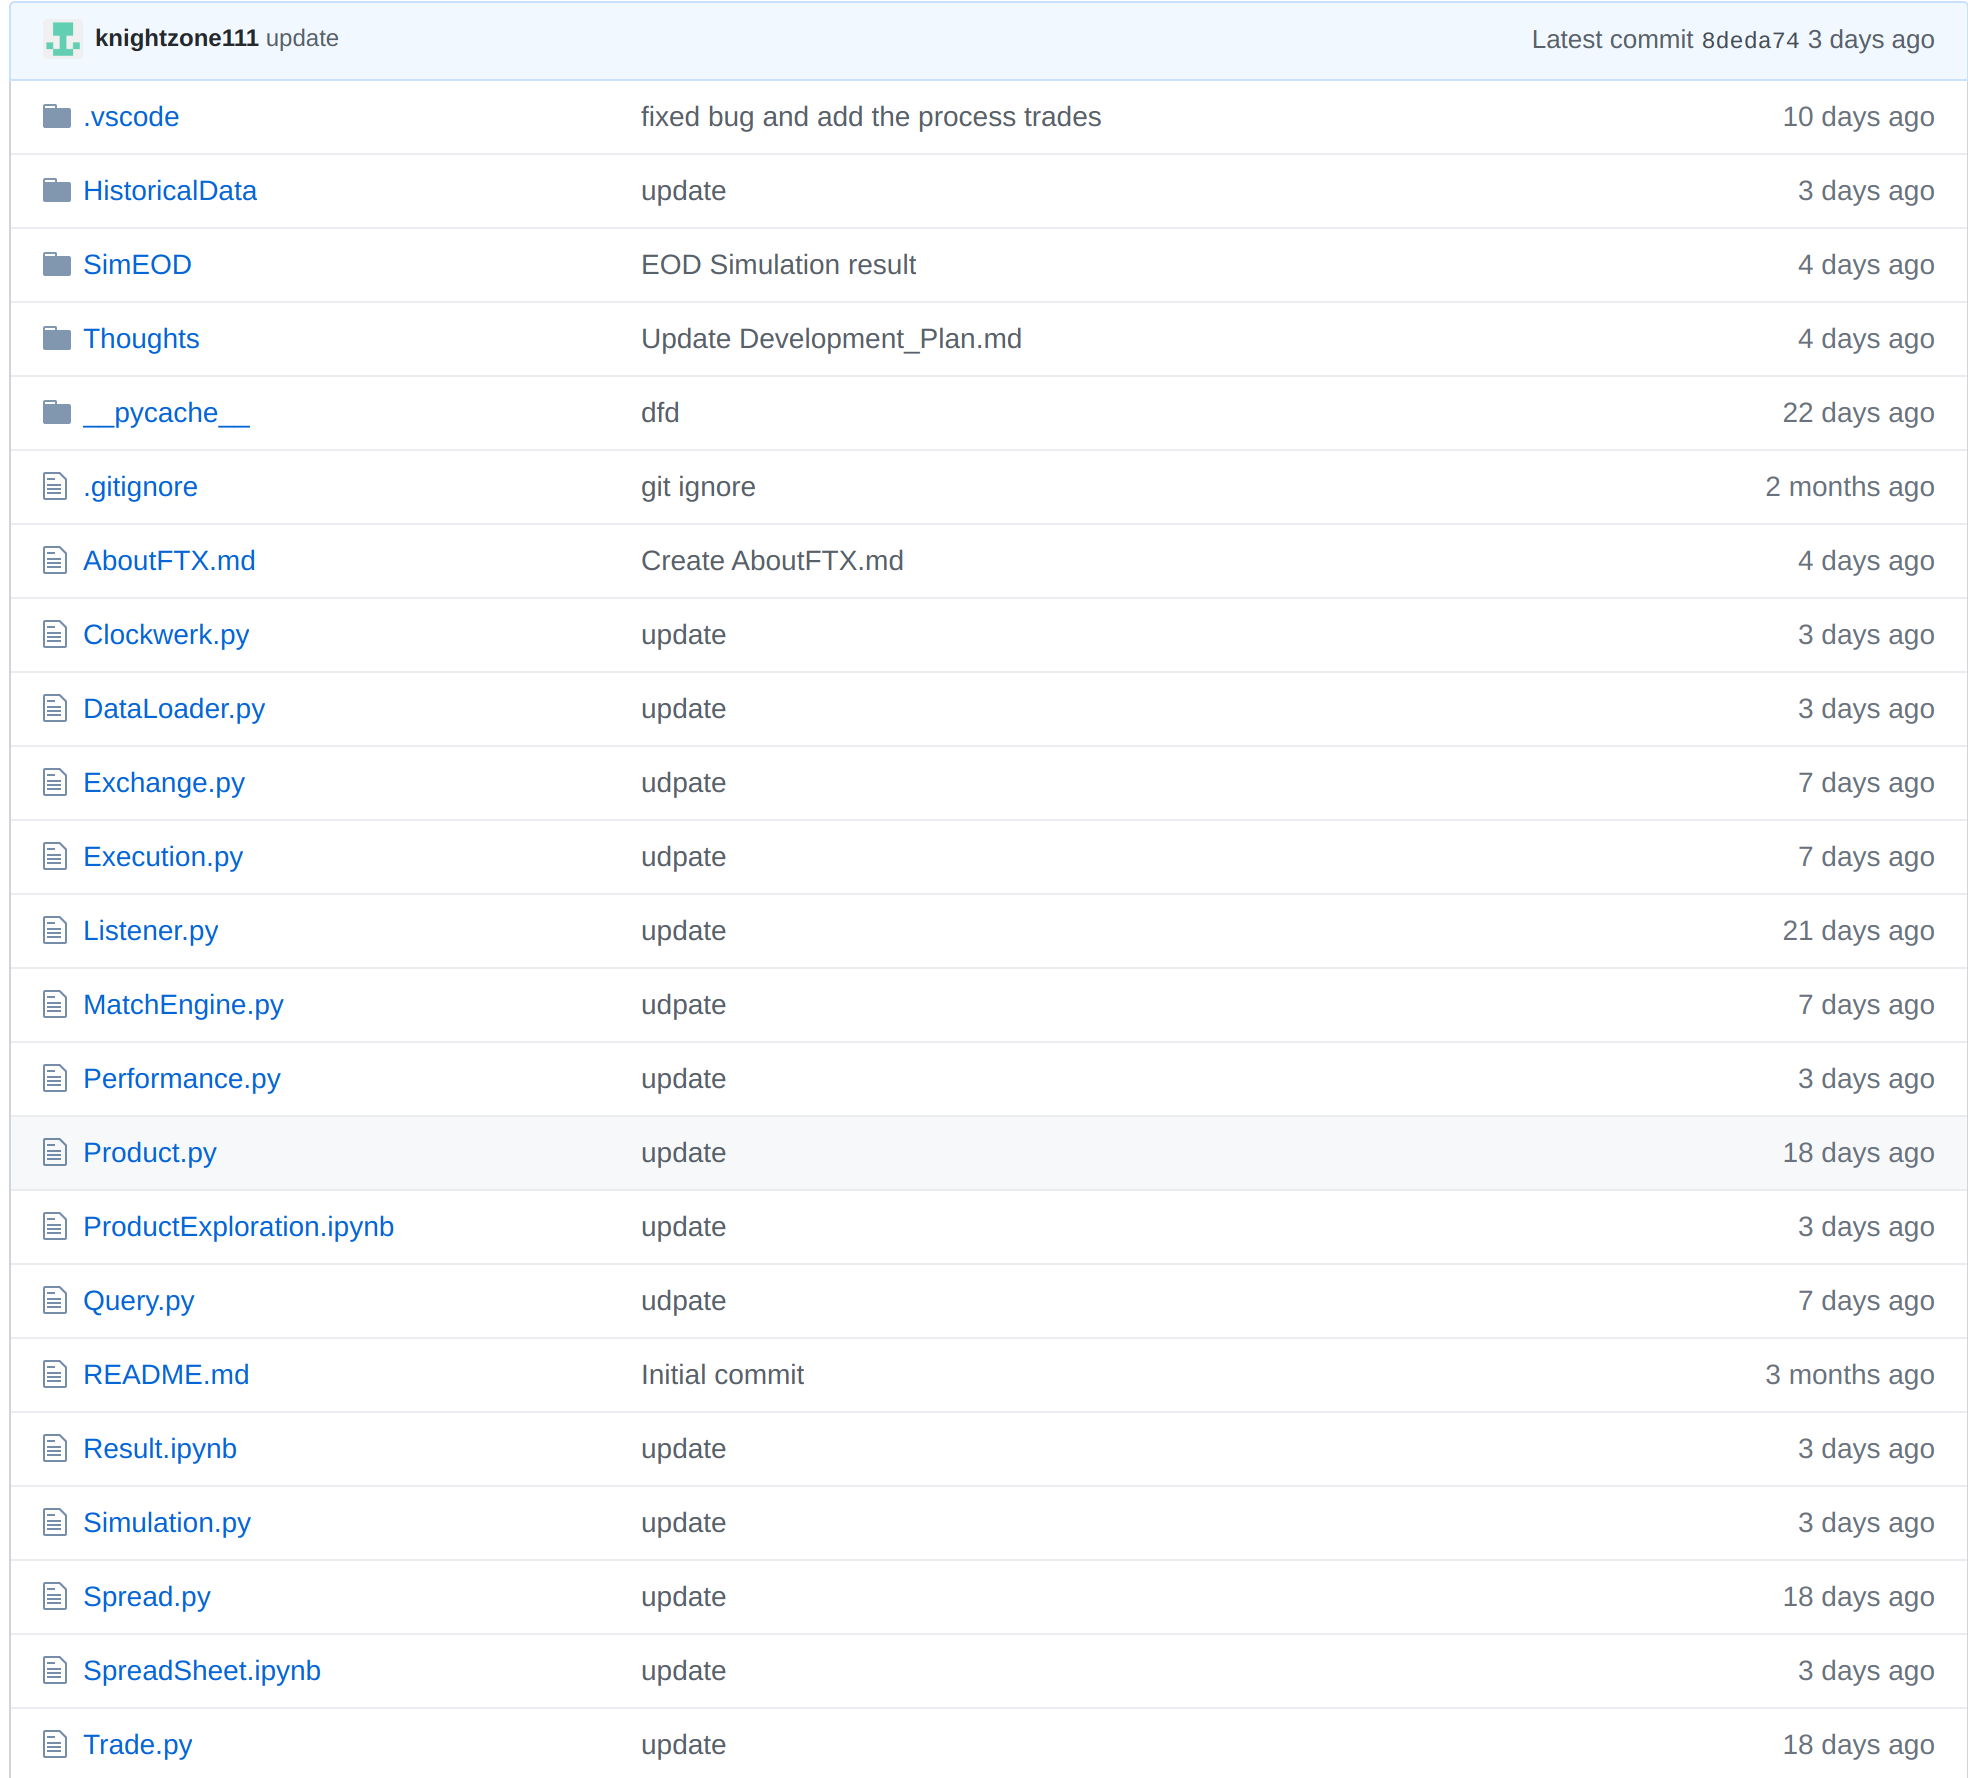 knightzone111 update Latest commit 8deda74 3 days ago
.vscode fixed bug and add the process trades 10 days ago
HistoricalData update 3 days ago
SimEOD EOD Simulation result 4 days ago
Thoughts Update Development_Plan.md 4 days ago
__pycache__ dfd 22 days ago
.gitignore git ignore 2 months ago
AboutFTX.md Create AboutFTX.md 4 days ago
Clockwerk.py update 3 days ago
DataLoader.py update 3 days ago
Exchange.py udpate 7 days ago
Execution.py udpate 7 days ago
Listener.py update 21 days ago
MatchEngine.py udpate 7 days ago
Performance.py update 3 days ago
Product.py update 18 days ago
ProductExploration.ipynb update 3 days ago
Query.py udpate 7 days ago
README.md Initial commit 3 months ago
Result.ipynb update 3 days ago
Simulation.py update 3 days ago
Spread.py update 18 days ago
SpreadSheet.ipynb update 3 days ago
Trade.py update 18 days ago